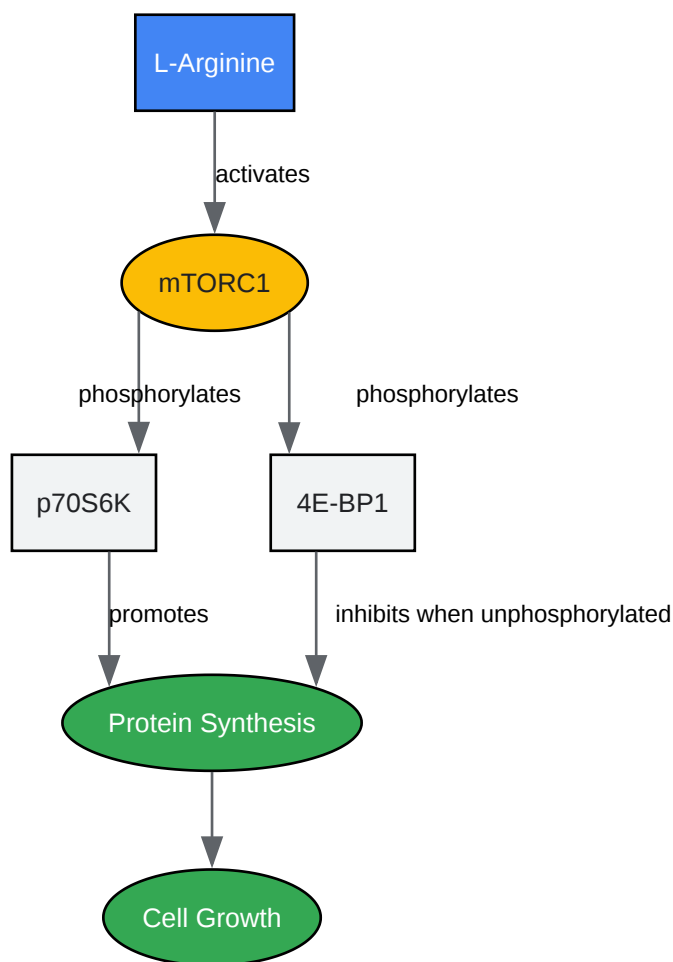 L-Arginine
activates
mTORC1
phosphorylates
phosphorylates
p70S6K
4E-BP1
promotes
inhibits when unphosphorylated
Protein Synthesis
Cell Growth